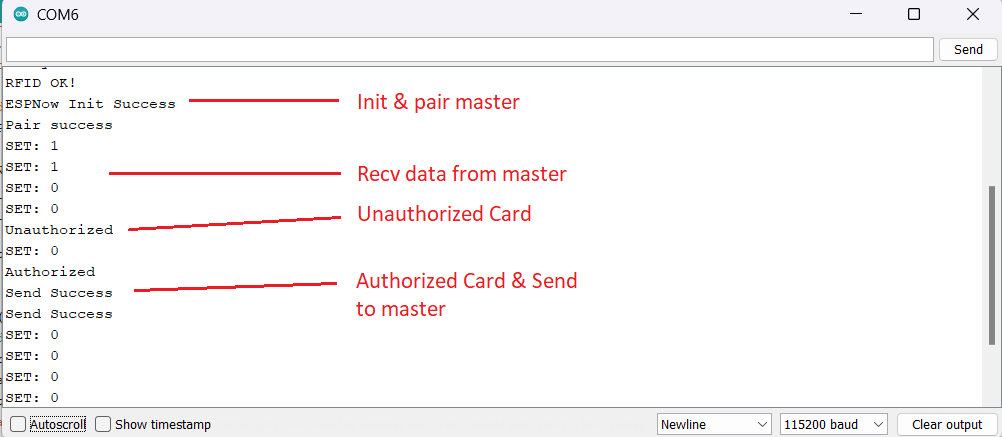 COM6
Send
RFID OK!
ESPNow Init Success
Init & pair master
Pair success
SET: 1
SET: 1
Recv data from master
SET: 0
SET: 0
Unauthorized Card
Unauthorized
SET: 0
Authorized
Authorized Card & Send
to master
Send Success
Send Success
SET: 0
SET: 0
SET: 0
SET: 0
Autoscroll
Show timestamp
Newline
115200 baud
Clear output